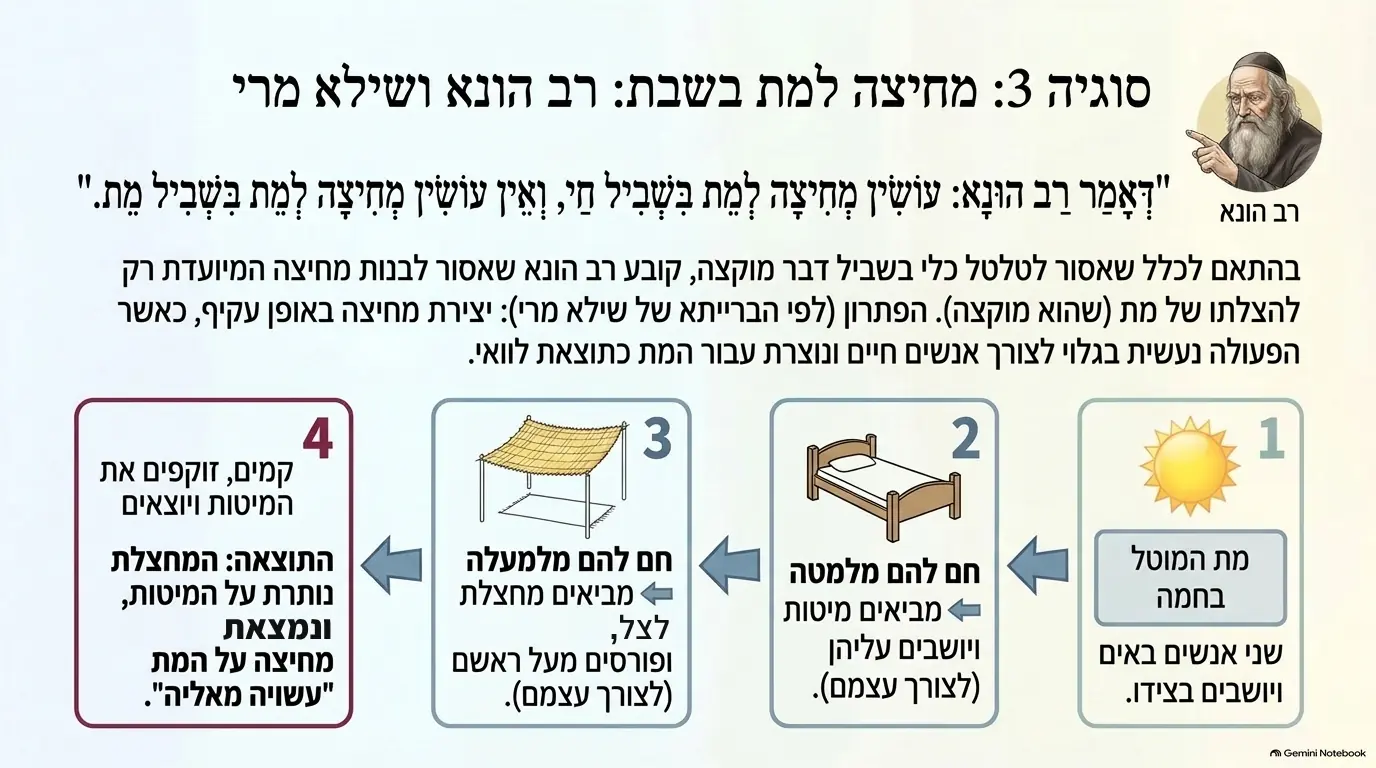 סוגיה 3: מחיצה למת בשבת: רב הונא ושילא מרי
רב הונא
"דְּאָמַר רַב הוּנָא: עוֹשִׂין מְחִיצָה לְמֵת בִּשְׁבִיל חַי, וְאֵין עוֹשִׂין מְחִיצָה לְמֵת בִּשְׁבִיל מֵת."
בהתאם לכלל שאסור לטלטל כלי בשביל דבר מוקצה, קובע רב הונא שאסור לבנות מחיצה המיועדת רק
להצלתו של מת (שהוא מוקצה). הפתרון (לפי הברייתא של שילא מרי): יצירת מחיצה באופן עקיף, כאשר
הפעולה נעשית בגלוי לצורך אנשים חיים ונוצרת עבור המת כתוצאת לוואי.
1
מת המוטל
בחמה
שני אנשים באים
ויושבים בצידו.
2
חם להם מלמטה
מביאים מיטות
ויושבים עליהן
(לצורך עצמם).
3
חם להם מלמעלה
מביאים מחצלת
לצל,
ופורסים מעל ראשם
(לצורך עצמם).
4
קמים, זוקפים את
המיטות ויוצאים
התוצאה: המחצלת
נותרת על המיטות,
ונמצאת
מחיצה על המת
"עשויה מאליה".
Gemini Notebook